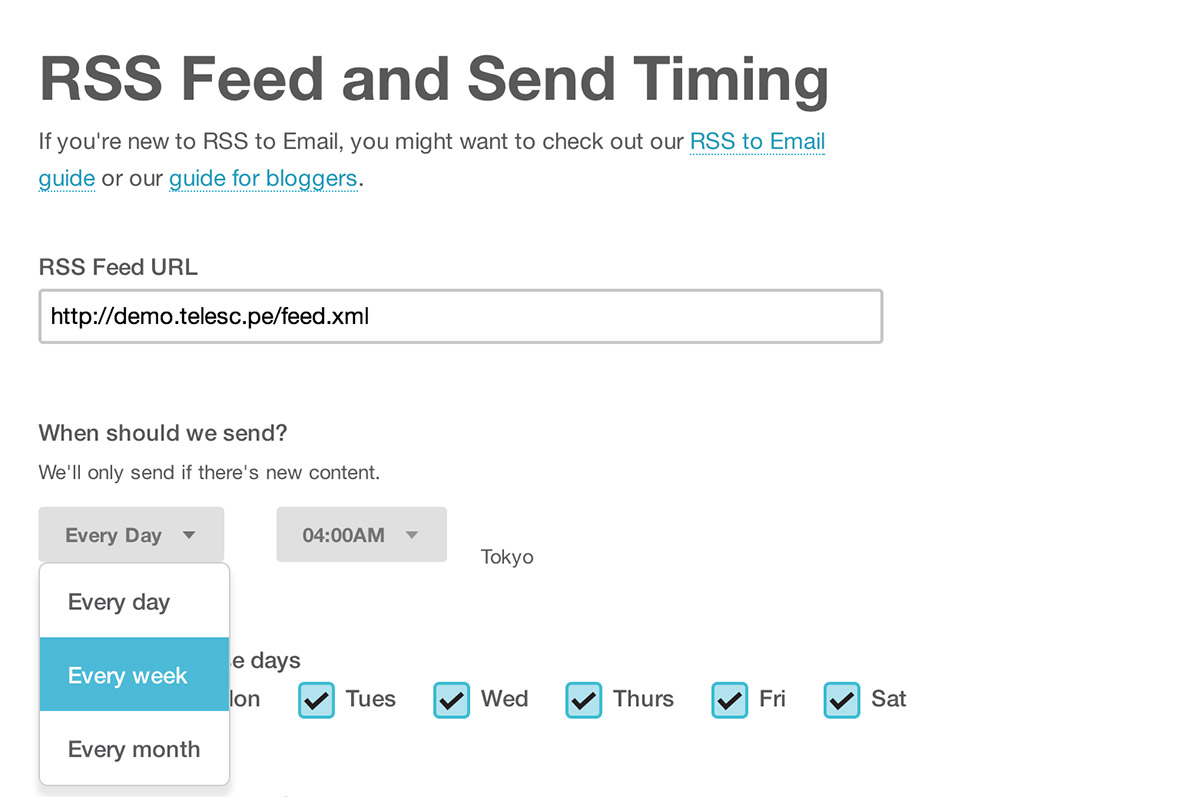 RSS Feed and Send Timing
If you're new to RSS to Email, you might want to check out our RSS to Email
guide or our guide for bloggers.
RSS Feed URL
http://demo.telesc.pe/feed.xml
When should we send?
We'll only send if there's new content.
Every Day 04:00AM Tokyo
Every day
Every week
Every month
days
Tues Wed Thurs Fri Sat